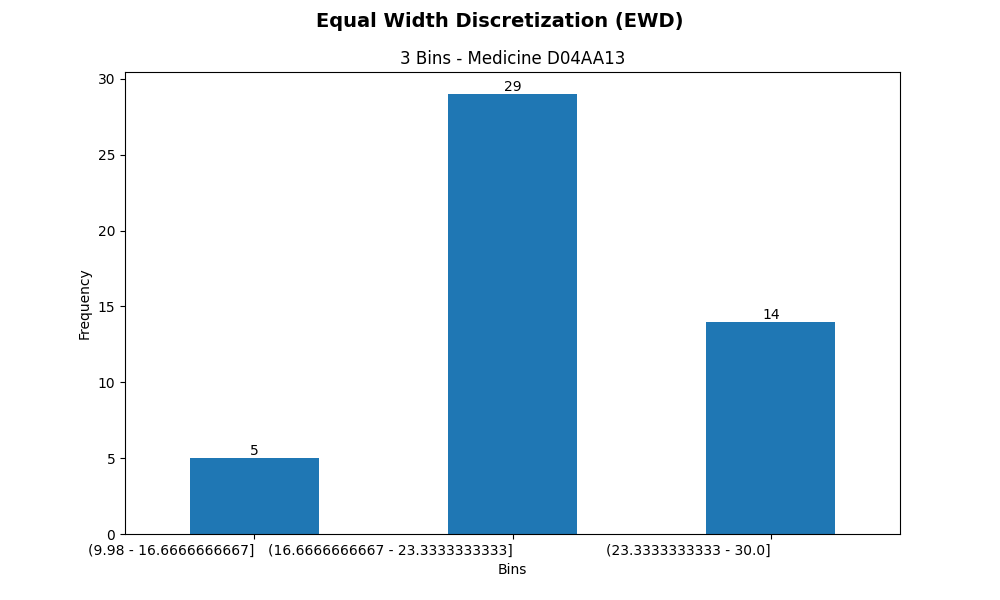 Equal Width Discretization (EWD)
3 Bins - Medicine D04AA13
30
25
20
15
10
5
0
Frequency
5
29
14
(9.98 - 16.6666666667]
(16.6666666667 - 23.3333333333]
(23.3333333333 - 30.0]
Bins